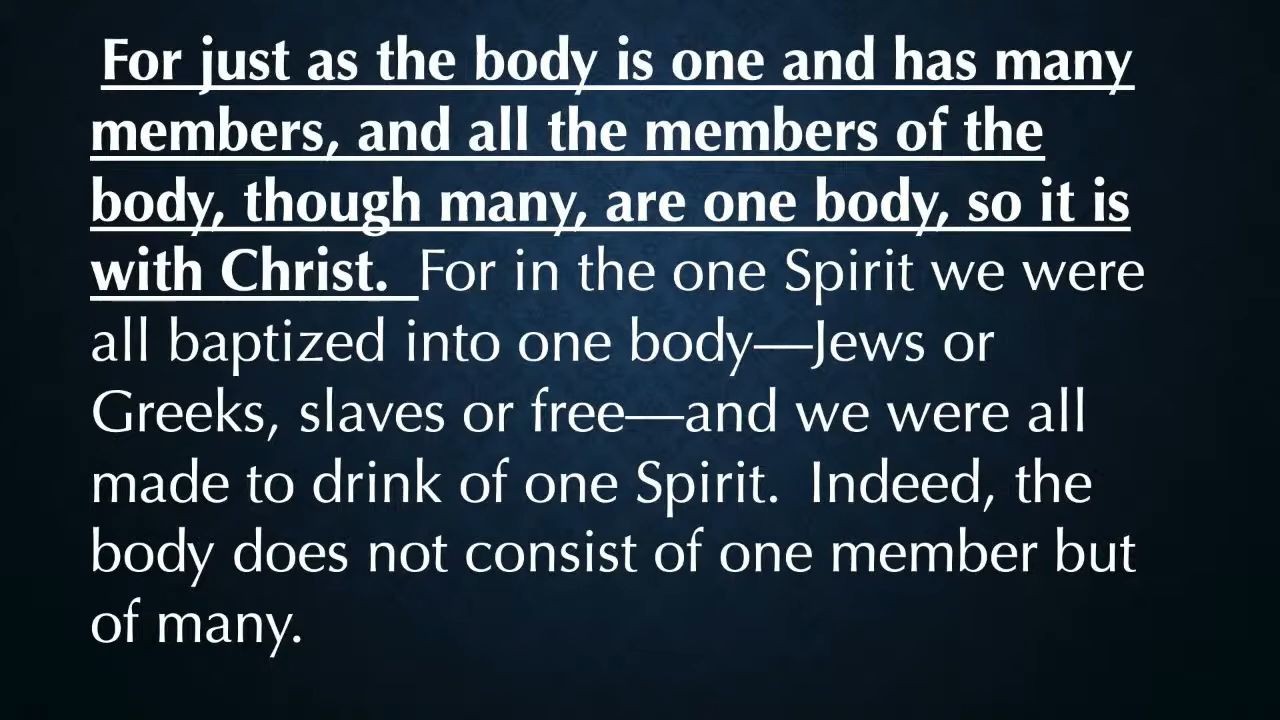 For just as the body is one and has many
members, and all the members of the
body, though many, are one body, so it is
with Christ.  For in the one Spirit we were
all baptized into one body—Jews or
Greeks, slaves or free—and we were all
made to drink of one Spirit.  Indeed, the
body does not consist of one member but
of many.